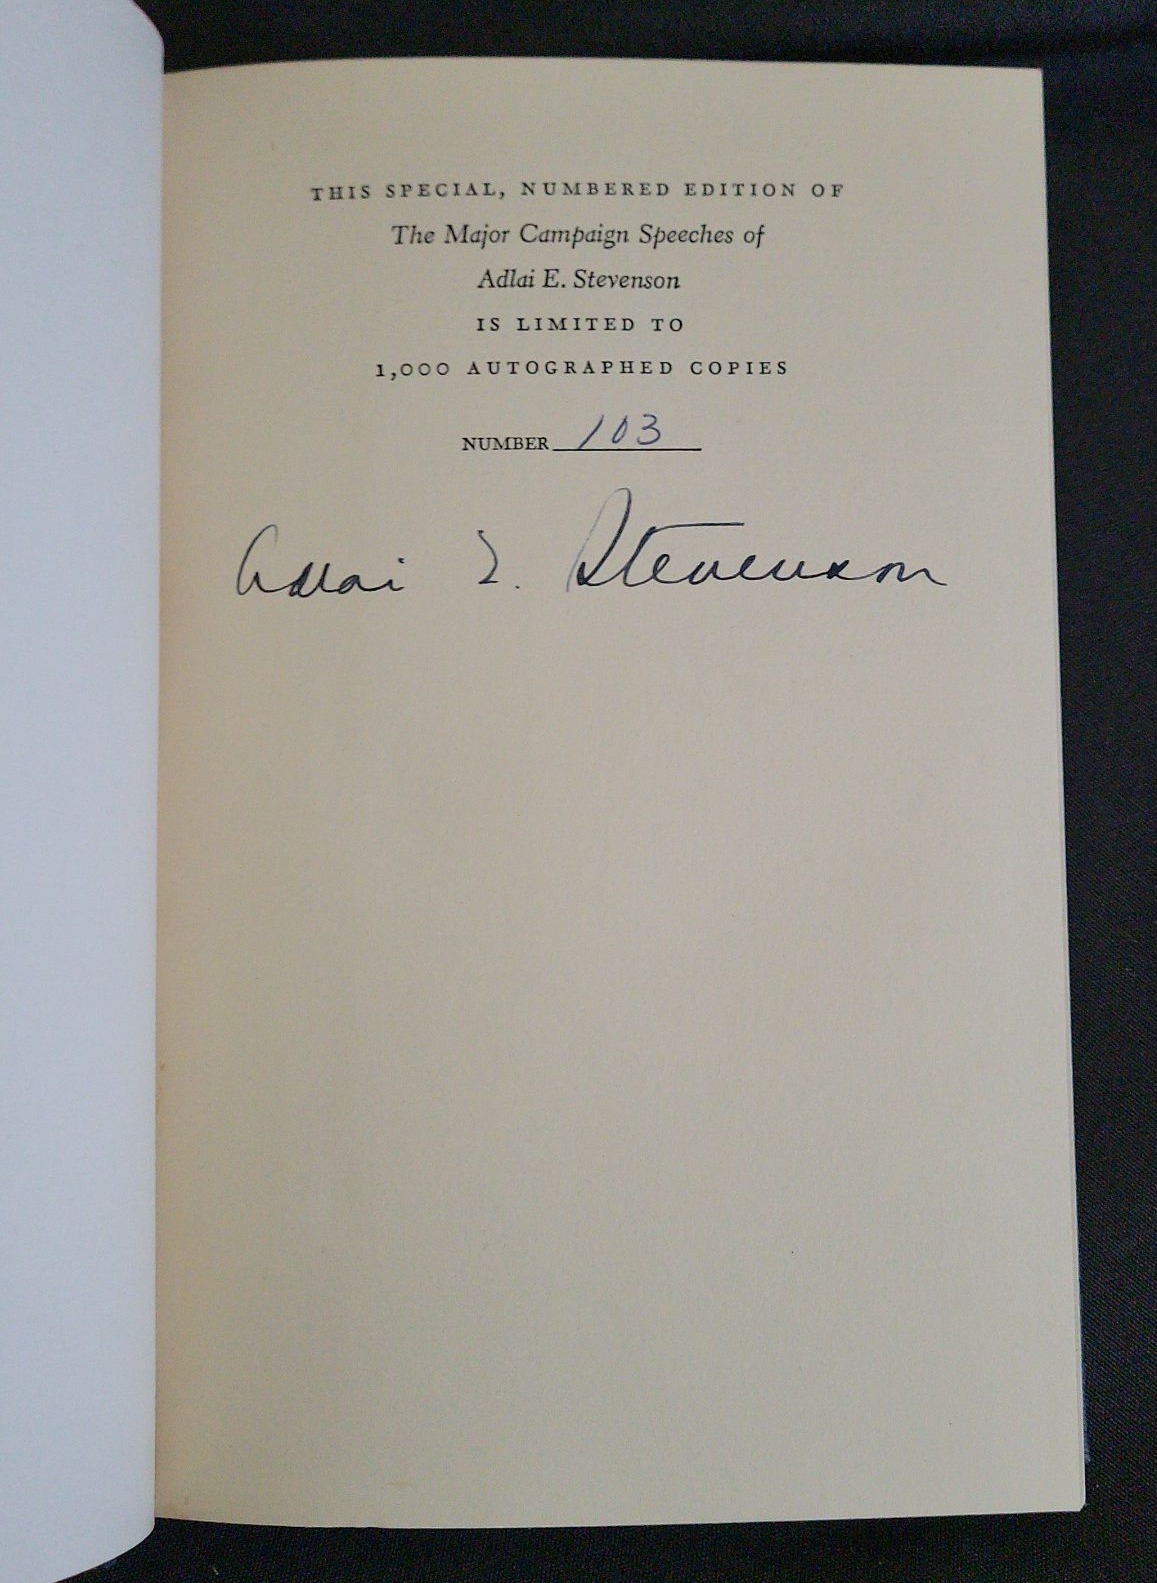 THIS SPECIAL, NUMBERED EDITION OF
The Major Campaign Speeches of
Adlai E. Stevenson
IS LIMITED TO
1,000 AUTOGRAPHED COPIES
NUMBER 103
Adlai E. Stevenson